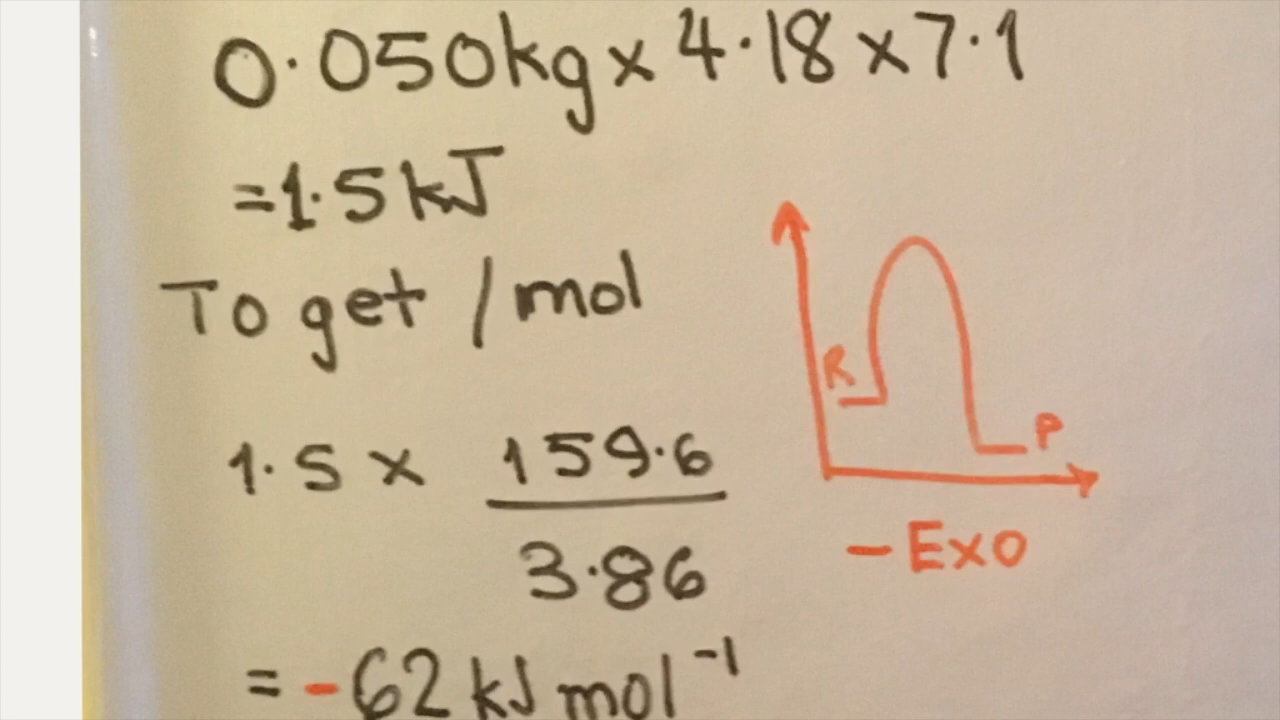 0.050kg x 4.18 x 7.1
=1.5kJ
To get /mol
1.5 x 159.6
3.86
= -62 kJ mol⁻¹
R
P
- Exo